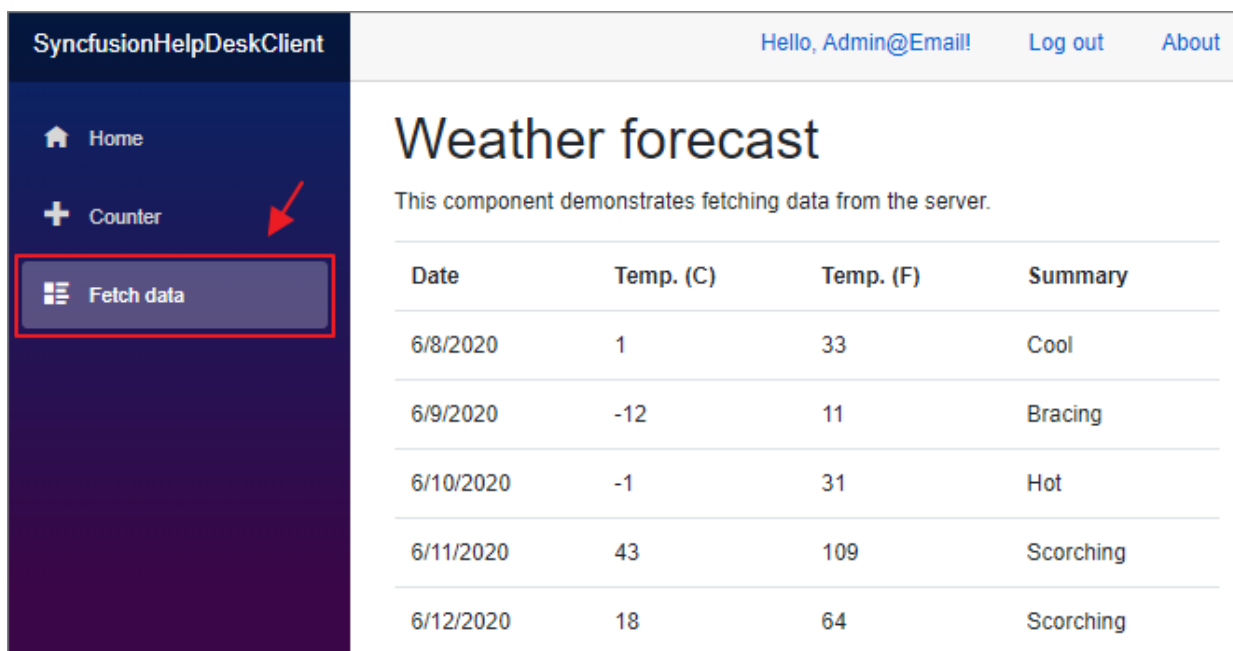 SyncfusionHelpDeskClient
Hello, Admin@Email! Log out About
Home
Counter
Fetch data
Weather forecast
This component demonstrates fetching data from the server.
Date Temp. (C) Temp. (F) Summary
6/8/2020 1 33 Cool
6/9/2020 -12 11 Bracing
6/10/2020 -1 31 Hot
6/11/2020 43 109 Scorching
6/12/2020 18 64 Scorching